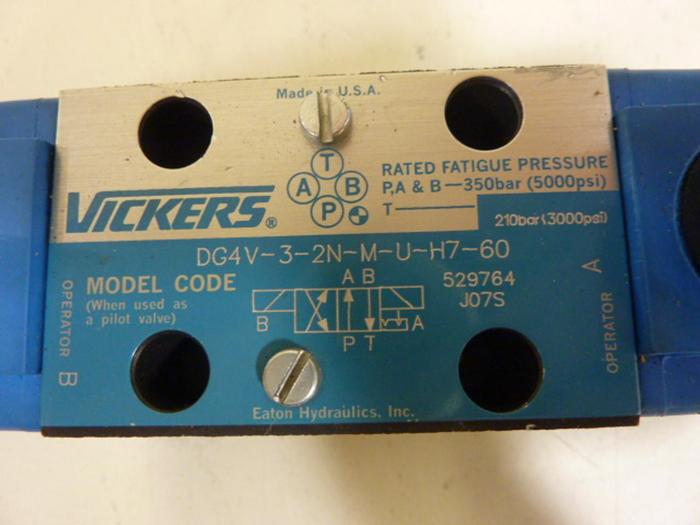 Made in U.S.A.
T
A B
P
VICKERS®
RATED FATIGUE PRESSURE
P,A & B—350bar (5000psi)
T—210bar (3000psi)
DG4V-3-2N-M-U-H7-60
MODEL CODE
(When used as
a pilot valve)
529764
J07S
A B
B A
P T
OPERATOR B
OPERATOR A
Eaton Hydraulics, Inc.